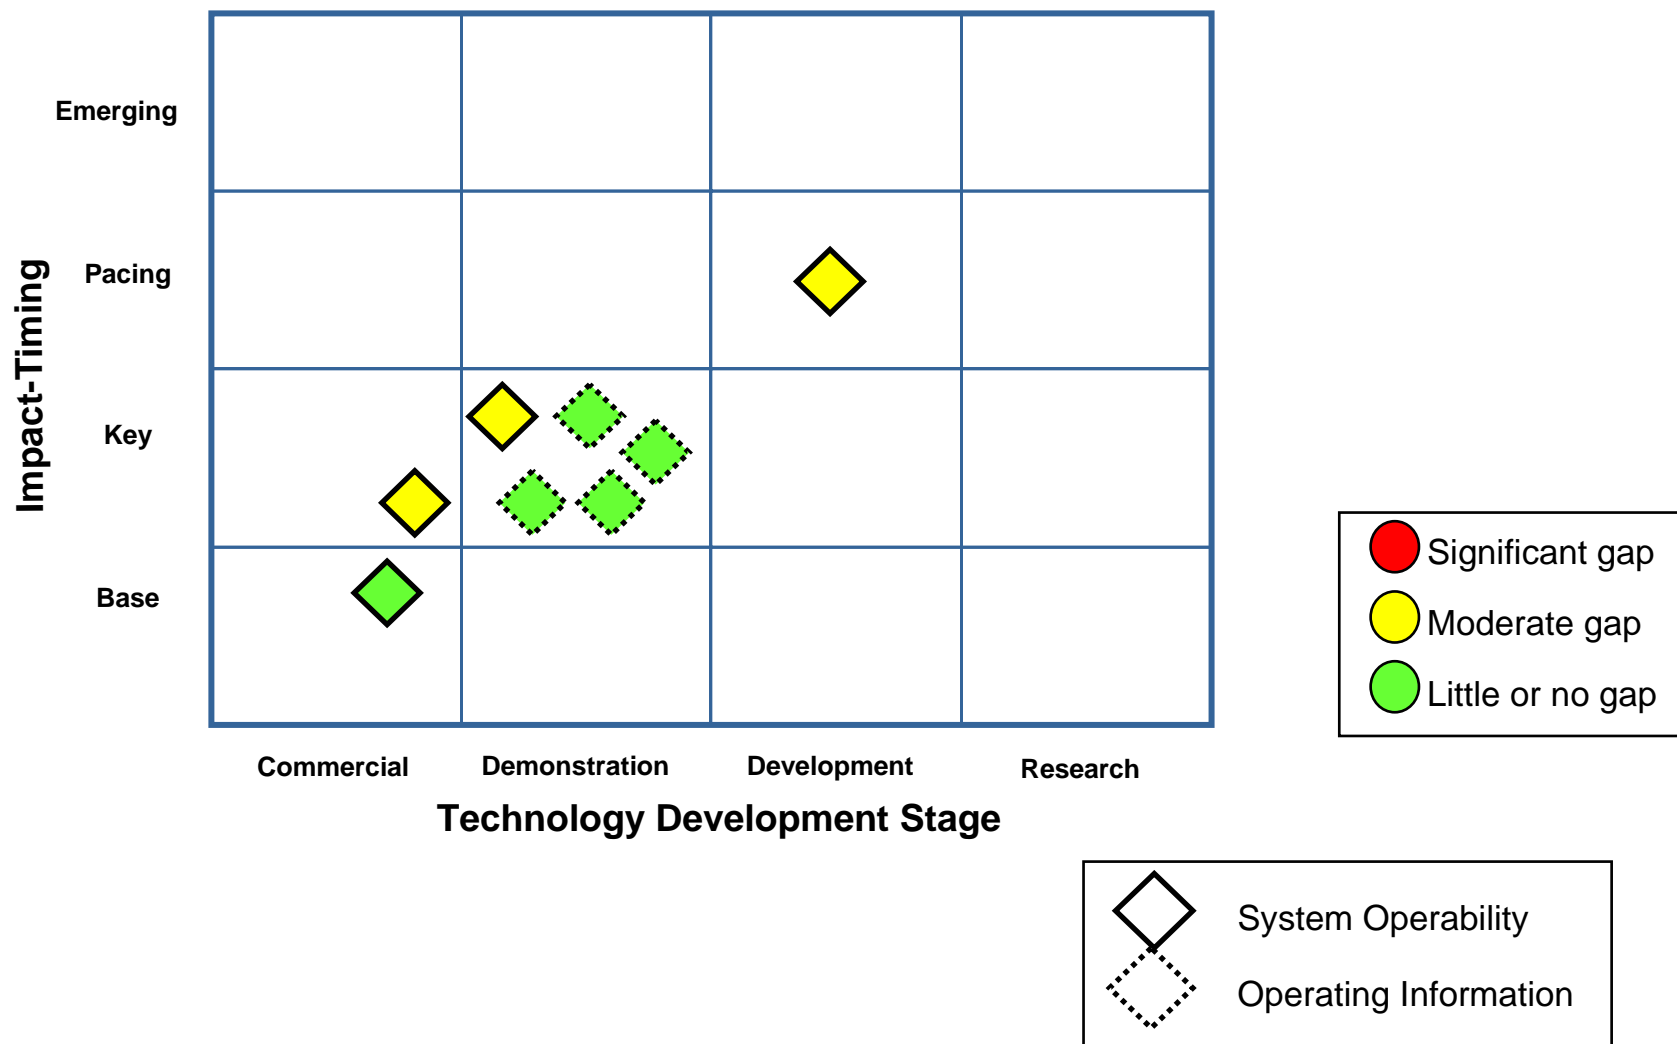 Emerging
Pacing
Key
Base
Impact-Timing
Commercial
Demonstration
Development
Research
Technology Development Stage
Significant gap
Moderate gap
Little or no gap
System Operability
Operating Information